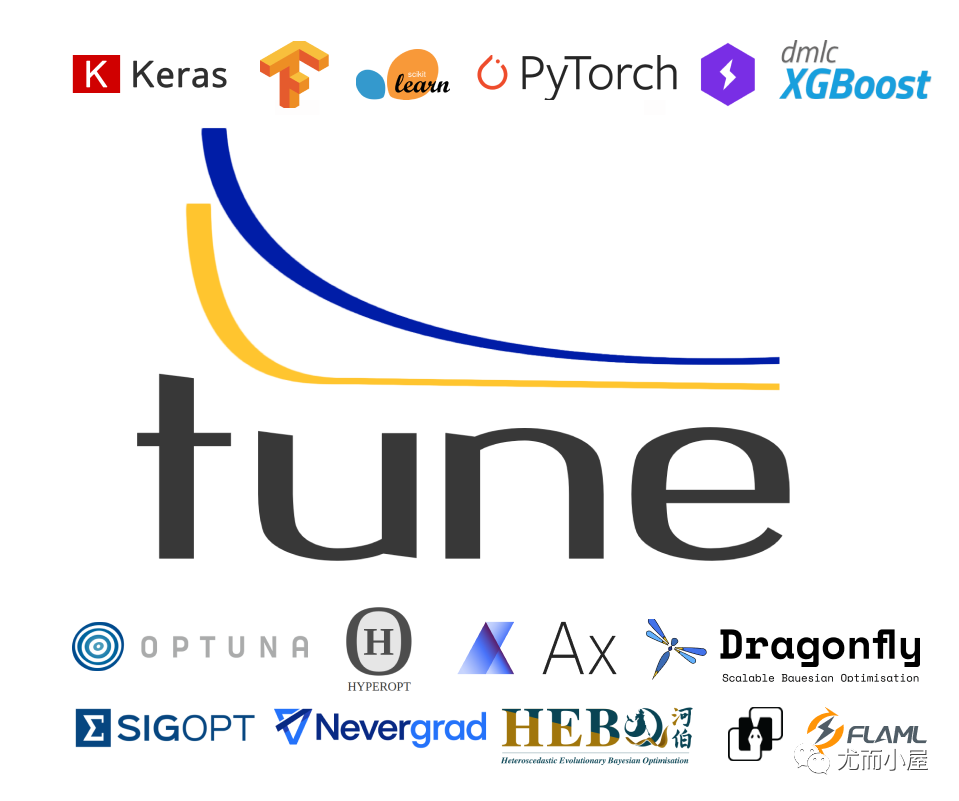 K Keras
scikit learn
PyTorch
dmlc XGBoost
tune
OPTUNA
H
HYPEROPT
Ax
Dragonfly
Scalable Bayesian Optimisation
SIGOPT
Nevergrad
HEBO 河伯
Heteroscedastic Evolutionary Bayesian Optimisation
FLAML
尤而小屋